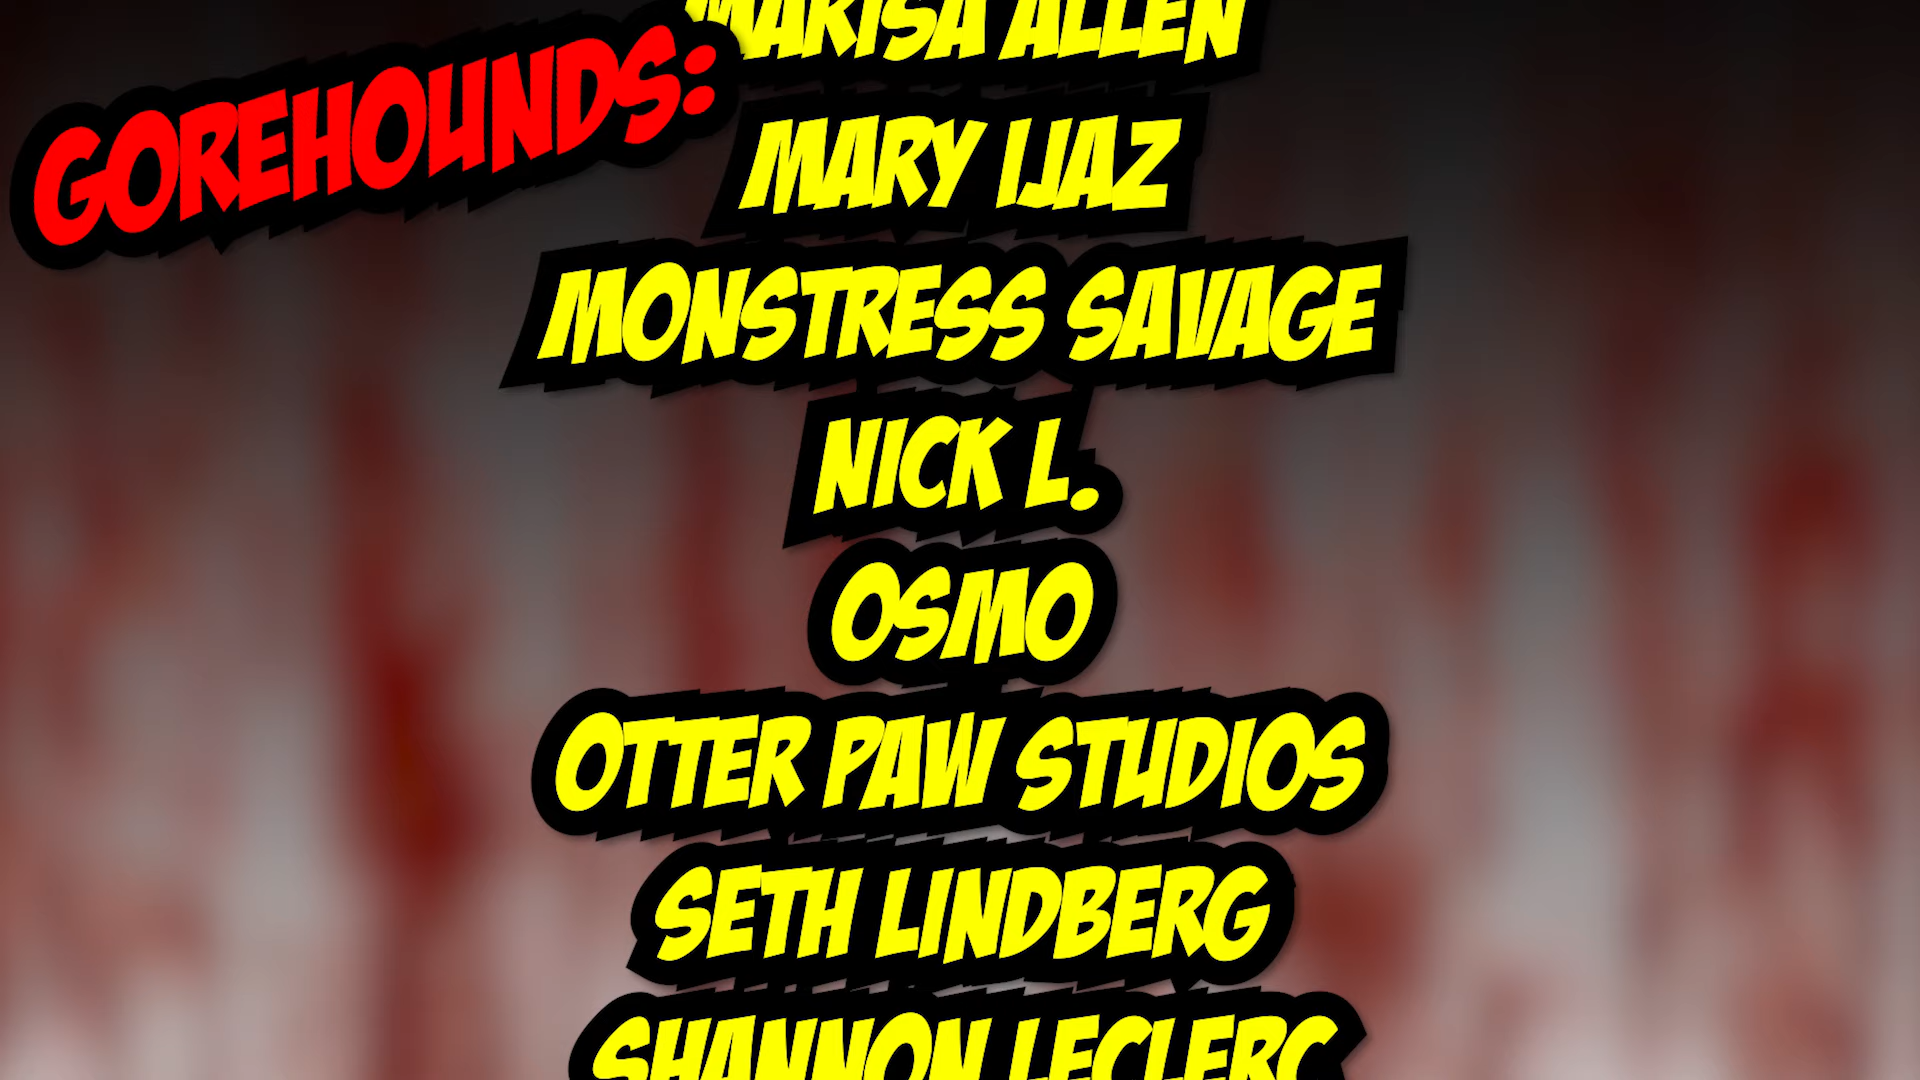 GOREHOUNDS:
MARISA ALLEN
MARY IJAZ
MONSTRESS SAVAGE
NICK L.
OSMO
OTTER PAW STUDIOS
SETH LINDBERG
SHANNON LECLERC